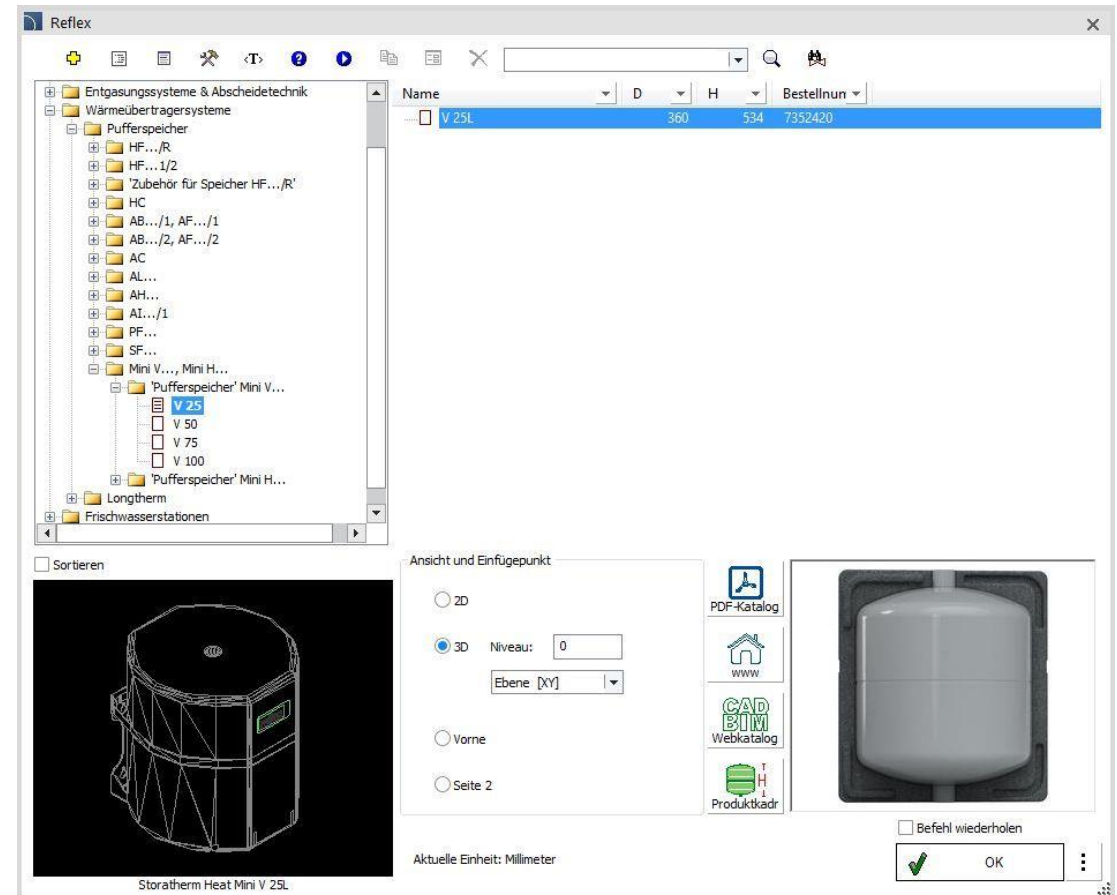 Reflex
<T>
Entgasungssysteme & Abscheidetechnik
Wärmeübertragersysteme
Pufferspeicher
HF.../R
HF...1/2
'Zubehör für Speicher HF.../R'
HC
AB.../1, AF.../1
AB.../2, AF.../2
AC
AL...
AH...
AI.../1
PF...
SF...
Mini V..., Mini H...
'Pufferspeicher' Mini V...
V 25
V 50
V 75
V 100
'Pufferspeicher' Mini H...
Longtherm
Frischwasserstationen
Name D H Bestellnun
V 25L 360 534 7352420
Sortieren
Storatherm Heat Mini V 25L
Ansicht und Einfügepunkt
2D
3D Niveau: 0
Ebene [XY]
Vorne
Seite 2
Aktuelle Einheit: Millimeter
PDF-Katalog
www
CAD
BIM
Webkatalog
H
Produktkadr
Befehl wiederholen
OK